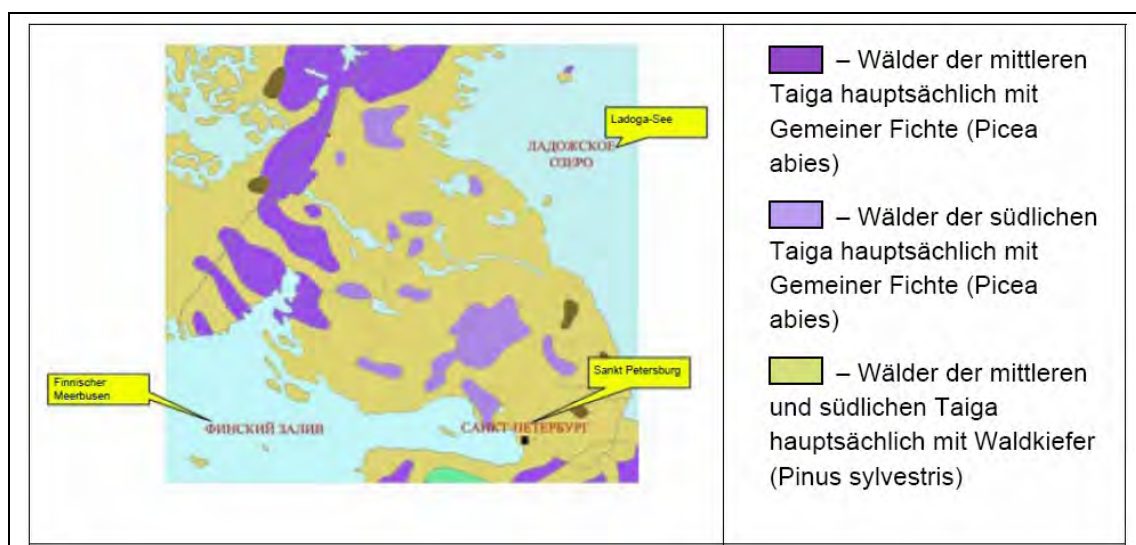 Ladoga-See
ЛАДОЖСКОЕ
ОЗЕРО
Finnischer
Meerbusen
ФИНСКИЙ ЗАЛИВ
Sankt Petersburg
САНКТ-ПЕТЕРБУРГ
– Wälder der mittleren
Taiga hauptsächlich mit
Gemeiner Fichte (Picea
abies)
– Wälder der südlichen
Taiga hauptsächlich mit
Gemeiner Fichte (Picea
abies)
– Wälder der mittleren
und südlichen Taiga
hauptsächlich mit Waldkiefer
(Pinus sylvestris)